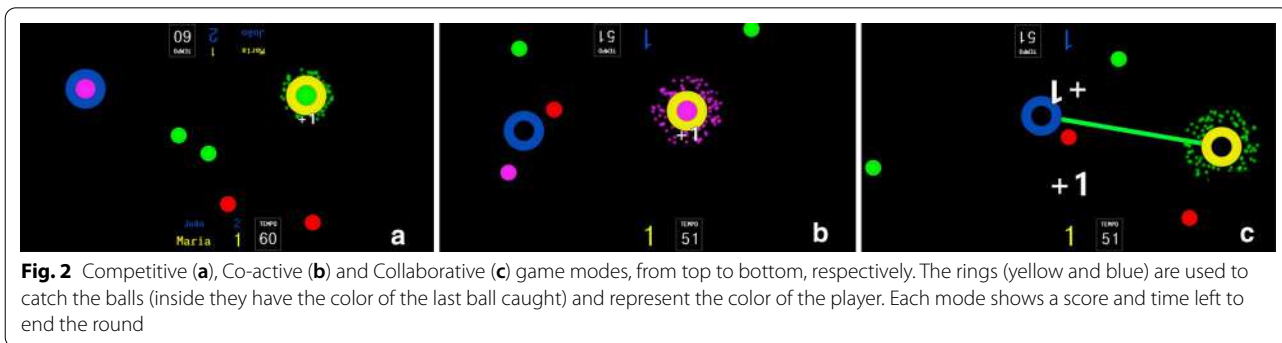 João 2
Maria 1
TEMPO
60
+1
João 2
Maria 1
TEMPO
60
a
1
TEMPO
51
+1
1
TEMPO
51
b
1
TEMPO
51
+1
+1
1
TEMPO
51
c
Fig. 2 Competitive (a), Co-active (b) and Collaborative (c) game modes, from top to bottom, respectively. The rings (yellow and blue) are used to
catch the balls (inside they have the color of the last ball caught) and represent the color of the player. Each mode shows a score and time left to
end the round